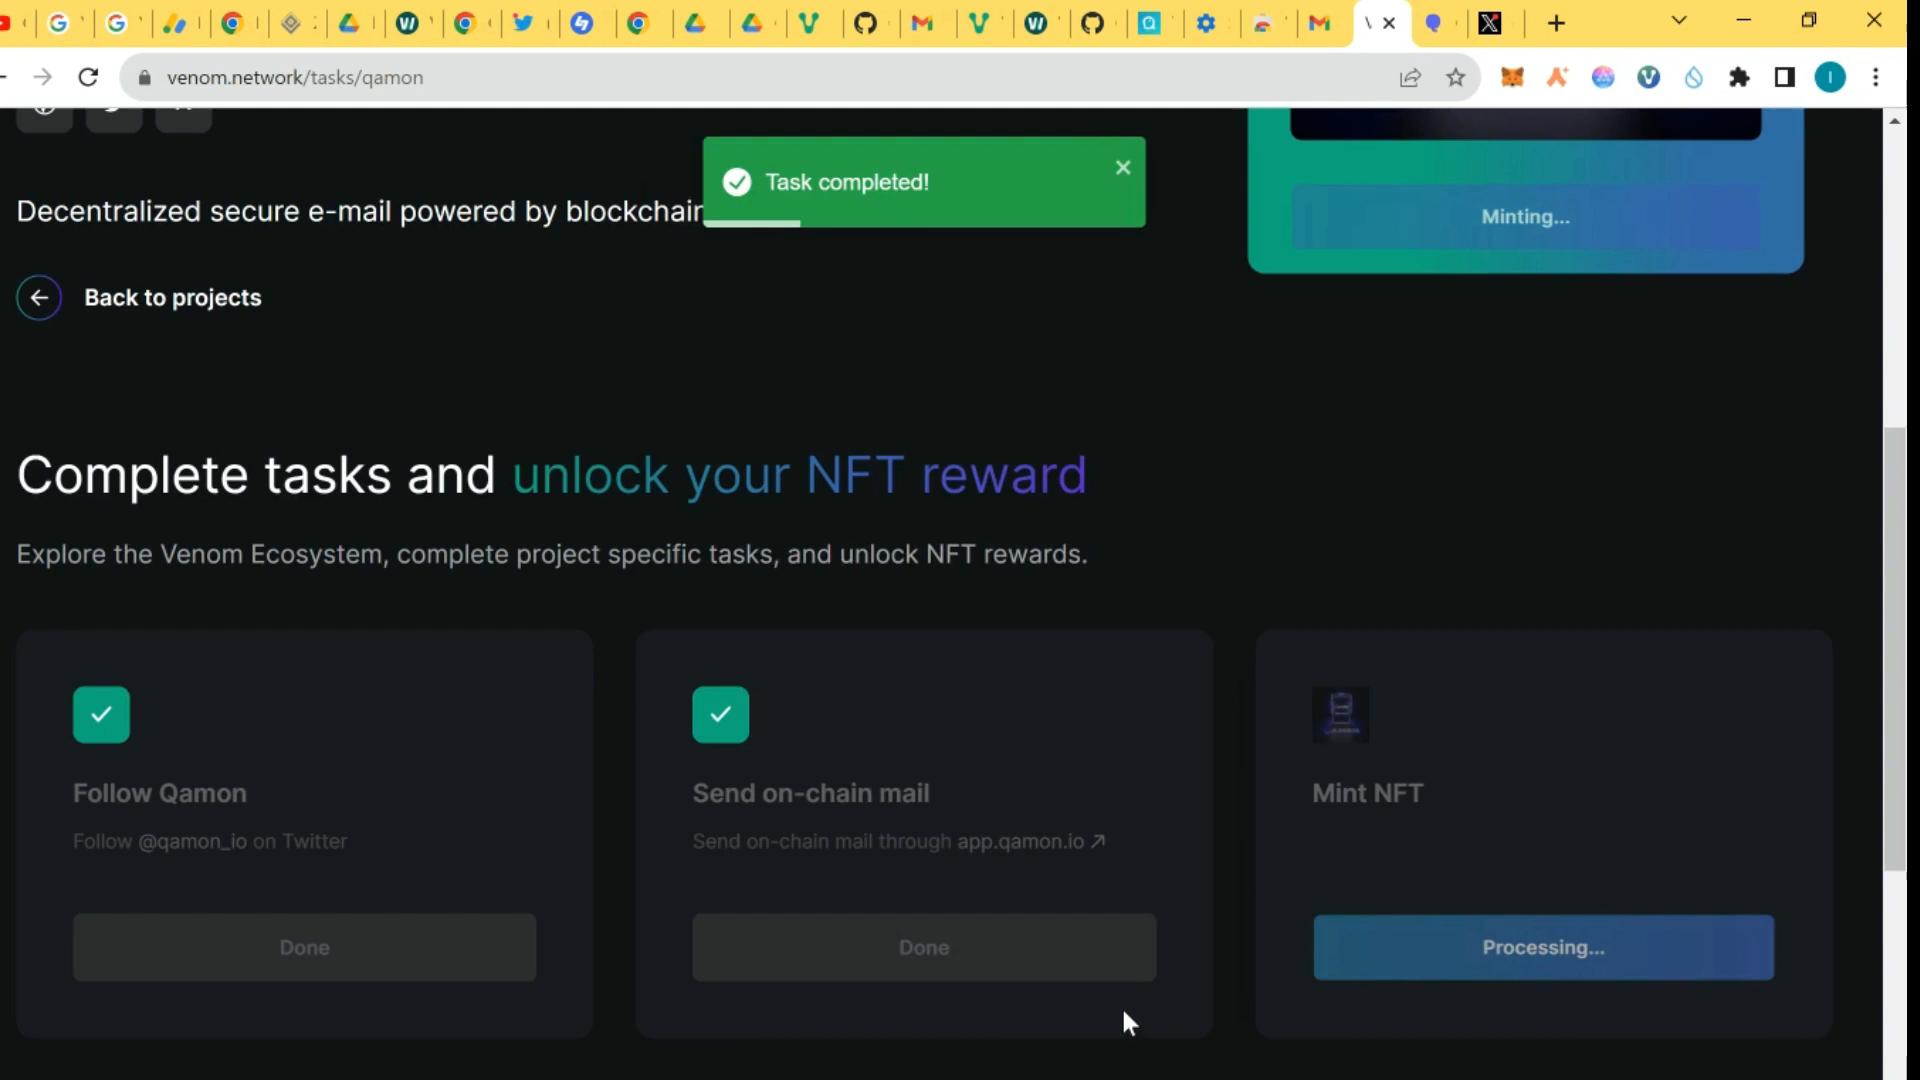 venom.network/tasks/qamon
Task completed!
Decentralized secure e-mail powered by blockchain
Minting...
Back to projects
Complete tasks and unlock your NFT reward
Explore the Venom Ecosystem, complete project specific tasks, and unlock NFT rewards.
Follow Qamon
Follow @qamon_io on Twitter
Done
Send on-chain mail
Send on-chain mail through app.qamon.io ↗
Done
Mint NFT
Processing...